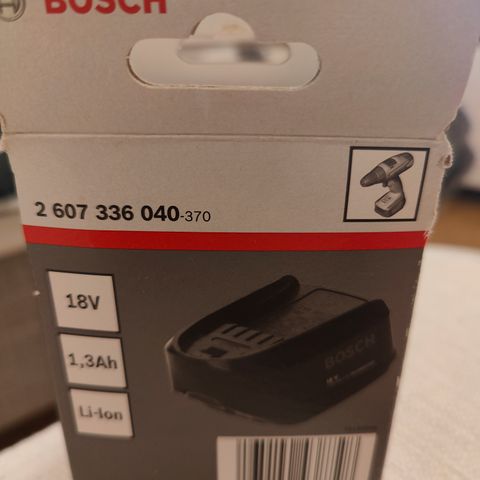 BOSCH
2 607 336 040-370
18V
1,3Ah
Li-Ion
BOSCH